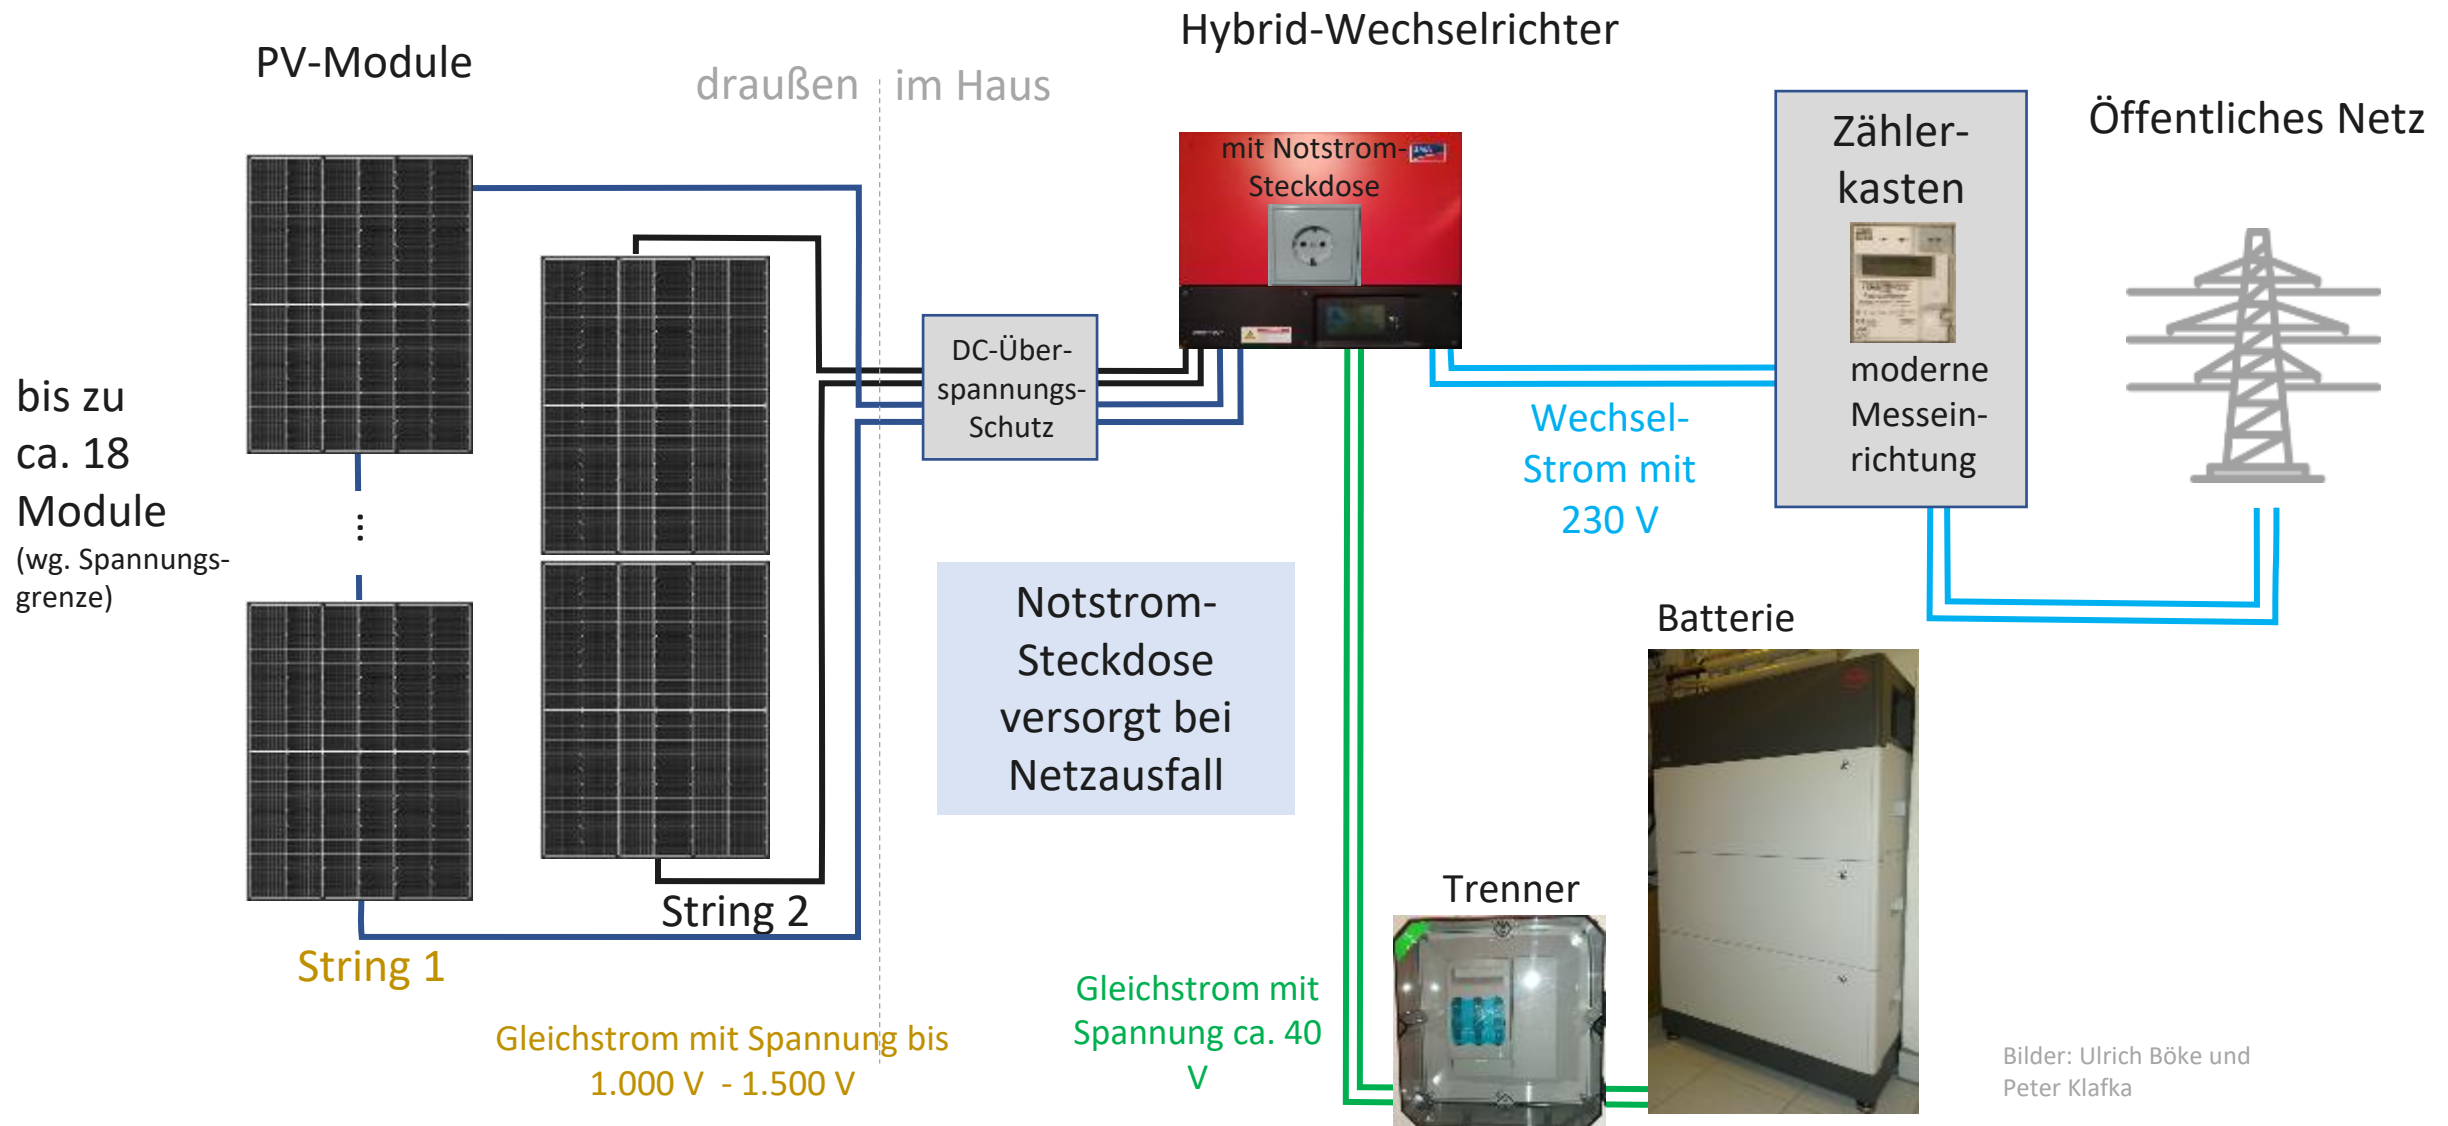 Hybrid-Wechselrichter
PV-Module
draußen
im Haus
Öffentliches Netz
mit Notstrom-
Steckdose
Zähler-
kasten
moderne
Messein-
richtung
DC-Über-
spannungs-
Schutz
bis zu
ca. 18
Module
(wg. Spannungs-
grenze)
Wechsel-
Strom mit
230 V
Notstrom-
Steckdose
versorgt bei
Netzausfall
Batterie
Trenner
String 2
String 1
Gleichstrom mit
Spannung ca. 40
V
Gleichstrom mit Spannung bis
1.000 V - 1.500 V
Bilder: Ulrich Böke und
Peter Klafka